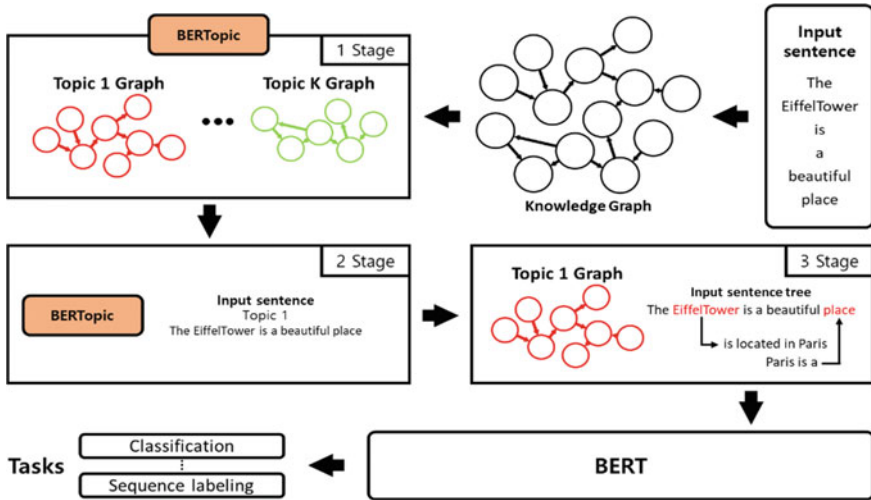 BERTopic
1 Stage
Topic 1 Graph
Topic K Graph
Knowledge Graph
Input
sentence
The
EiffelTower
is
a
beautiful
place
2 Stage
BERTopic
Input sentence
Topic 1
The EiffelTower is a beautiful place
3 Stage
Topic 1 Graph
Input sentence tree
The EiffelTower is a beautiful place
is located in Paris
Paris is a
Tasks
Classification
Sequence labeling
BERT